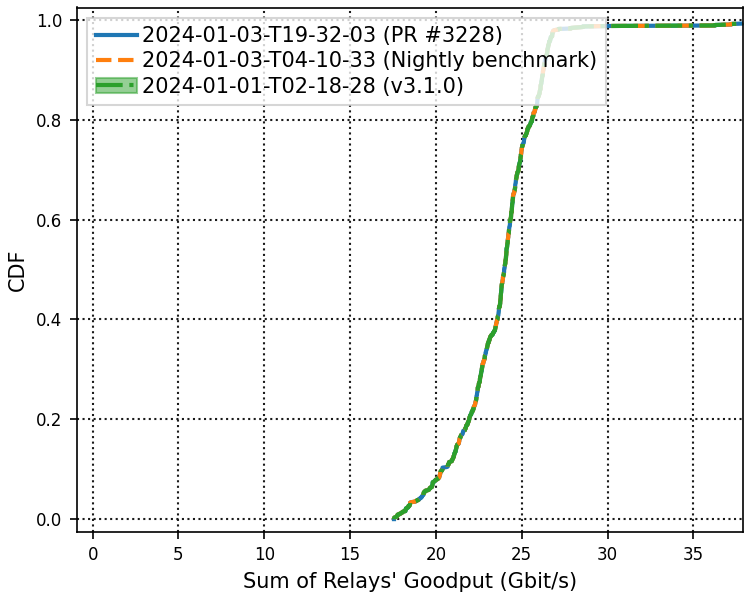 1.0
0.8
0.6
0.4
0.2
0.0
CDF
2024-01-03-T19-32-03 (PR #3228)
2024-01-03-T04-10-33 (Nightly benchmark)
2024-01-01-T02-18-28 (v3.1.0)
0 5 10 15 20 25 30 35
Sum of Relays' Goodput (Gbit/s)